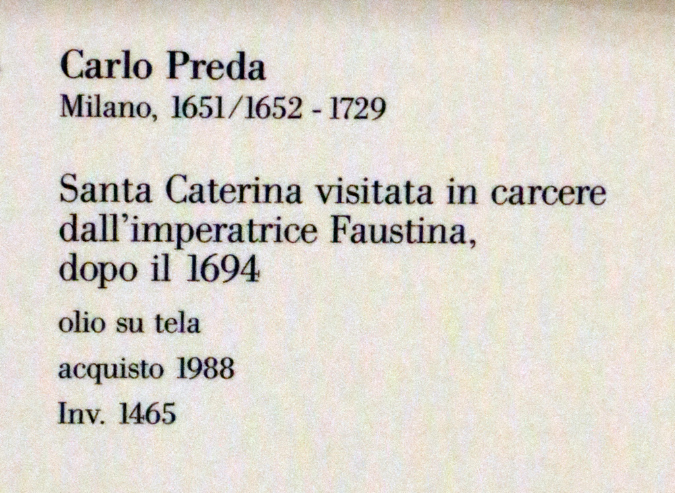 Carlo Preda
Milano, 1651/1652 - 1729
Santa Caterina visitata in carcere
dall'imperatrice Faustina,
dopo il 1694
olio su tela
acquisto 1988
Inv. 1465